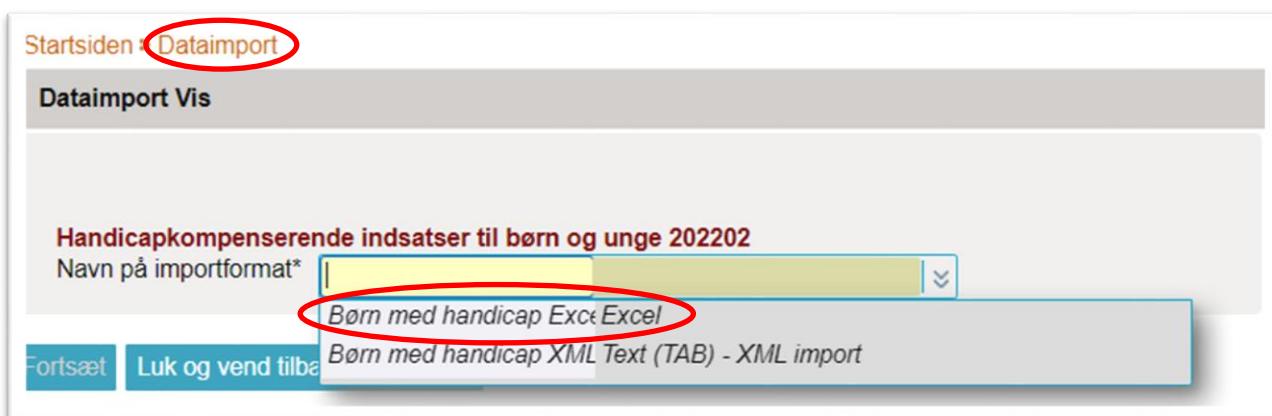 Startsiden : Dataimport
Dataimport Vis
Handicapkompenserende indsatser til børn og unge 202202
Navn på importformat*
Børn med handicap Exce Excel
Børn med handicap XML Text (TAB) - XML import
Fortsæt Luk og vend tilba